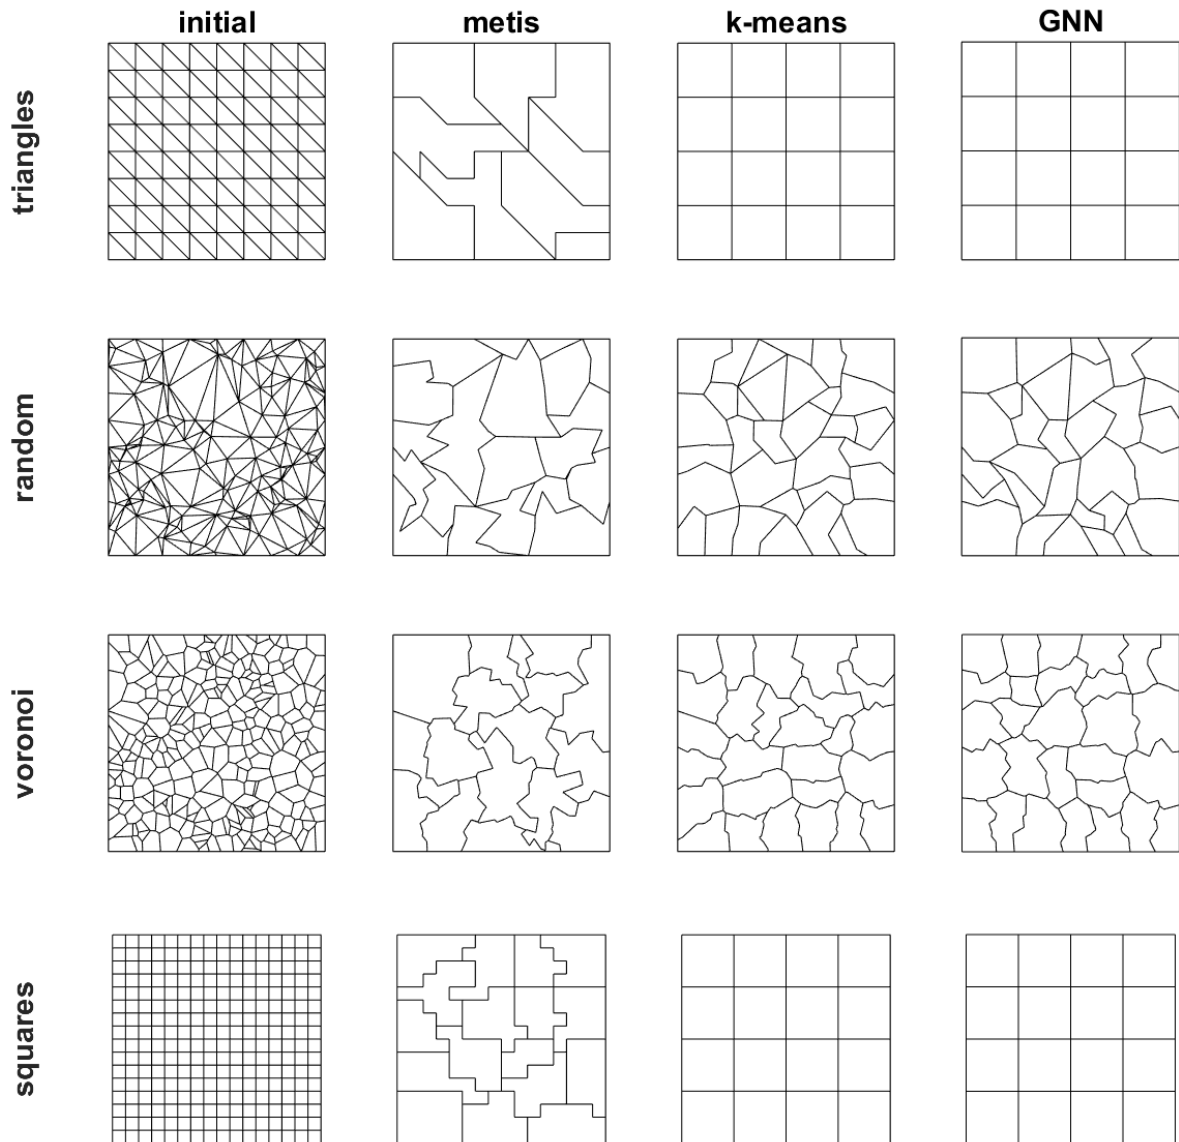 initial metis k-means GNN
triangles
random
voronoi
squares